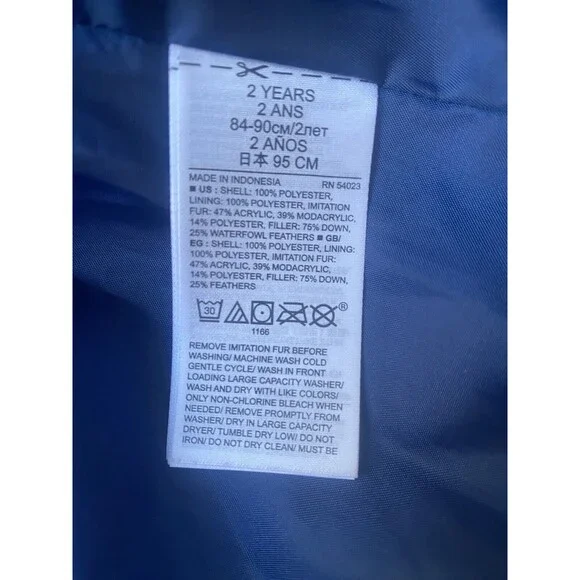 2 YEARS
2 ANS
84-90см/2лет
2 AÑOS
日本 95 CM
MADE IN INDONESIA RN 54023
■ US : SHELL: 100% POLYESTER,
LINING: 100% POLYESTER, IMITATION
FUR: 47% ACRYLIC, 39% MODACRYLIC,
14% POLYESTER, FILLER: 75% DOWN,
25% WATERFOWL FEATHERS ■ GB/
EG : SHELL: 100% POLYESTER, LINING:
100% POLYESTER, IMITATION FUR:
47% ACRYLIC, 39% MODACRYLIC,
14% POLYESTER, FILLER: 75% DOWN,
25% FEATHERS
30 ®
1166
REMOVE IMITATION FUR BEFORE
WASHING/ MACHINE WASH COLD
GENTLE CYCLE/ WASH IN FRONT
LOADING LARGE CAPACITY WASHER/
WASH AND DRY WITH LIKE COLORS/
ONLY NON-CHLORINE BLEACH WHEN
NEEDED/ REMOVE PROMPTLY FROM
WASHER/ DRY IN LARGE CAPACITY
DRYER/ TUMBLE DRY LOW/ DO NOT
IRON/ DO NOT DRY CLEAN/ MUST BE